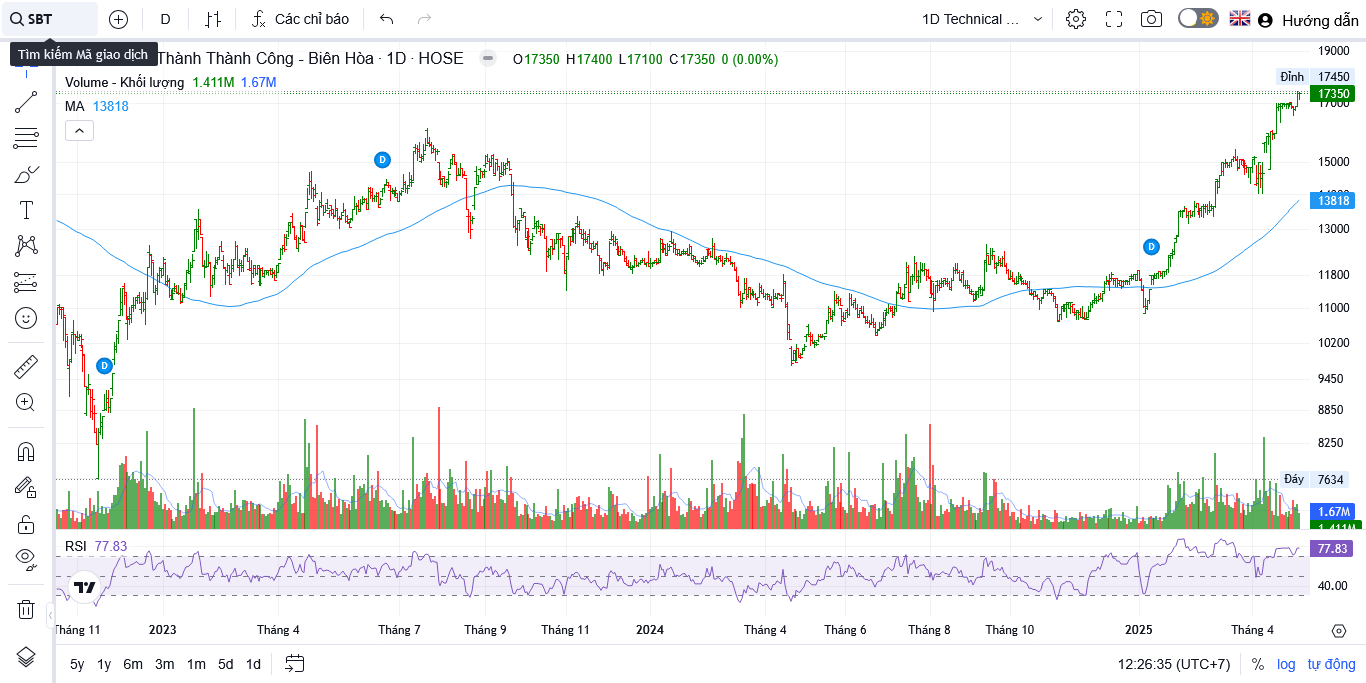 SBT
D
Các chỉ báo
1D Technical ...
Hướng dẫn
Tìm kiếm Mã giao dịch
Thành Thành Công - Biên Hòa · 1D · HOSE
O17350 H17400 L17100 C17350 0 (0.00%)
Volume - Khối lượng 1.411M 1.67M
MA 13818
19000
Đỉnh 17450
17350
17000
15000
13818
13000
11800
11000
10200
9450
8850
8250
Đáy 7634
1.67M
1.411M
D
D
D
RSI 77.83
77.83
40.00
Tháng 11 2023 Tháng 4 Tháng 7 Tháng 9 Tháng 11 2024 Tháng 4 Tháng 6 Tháng 8 Tháng 10 2025 Tháng 4
5y 1y 6m 3m 1m 5d 1d
12:26:35 (UTC+7) % log tự động